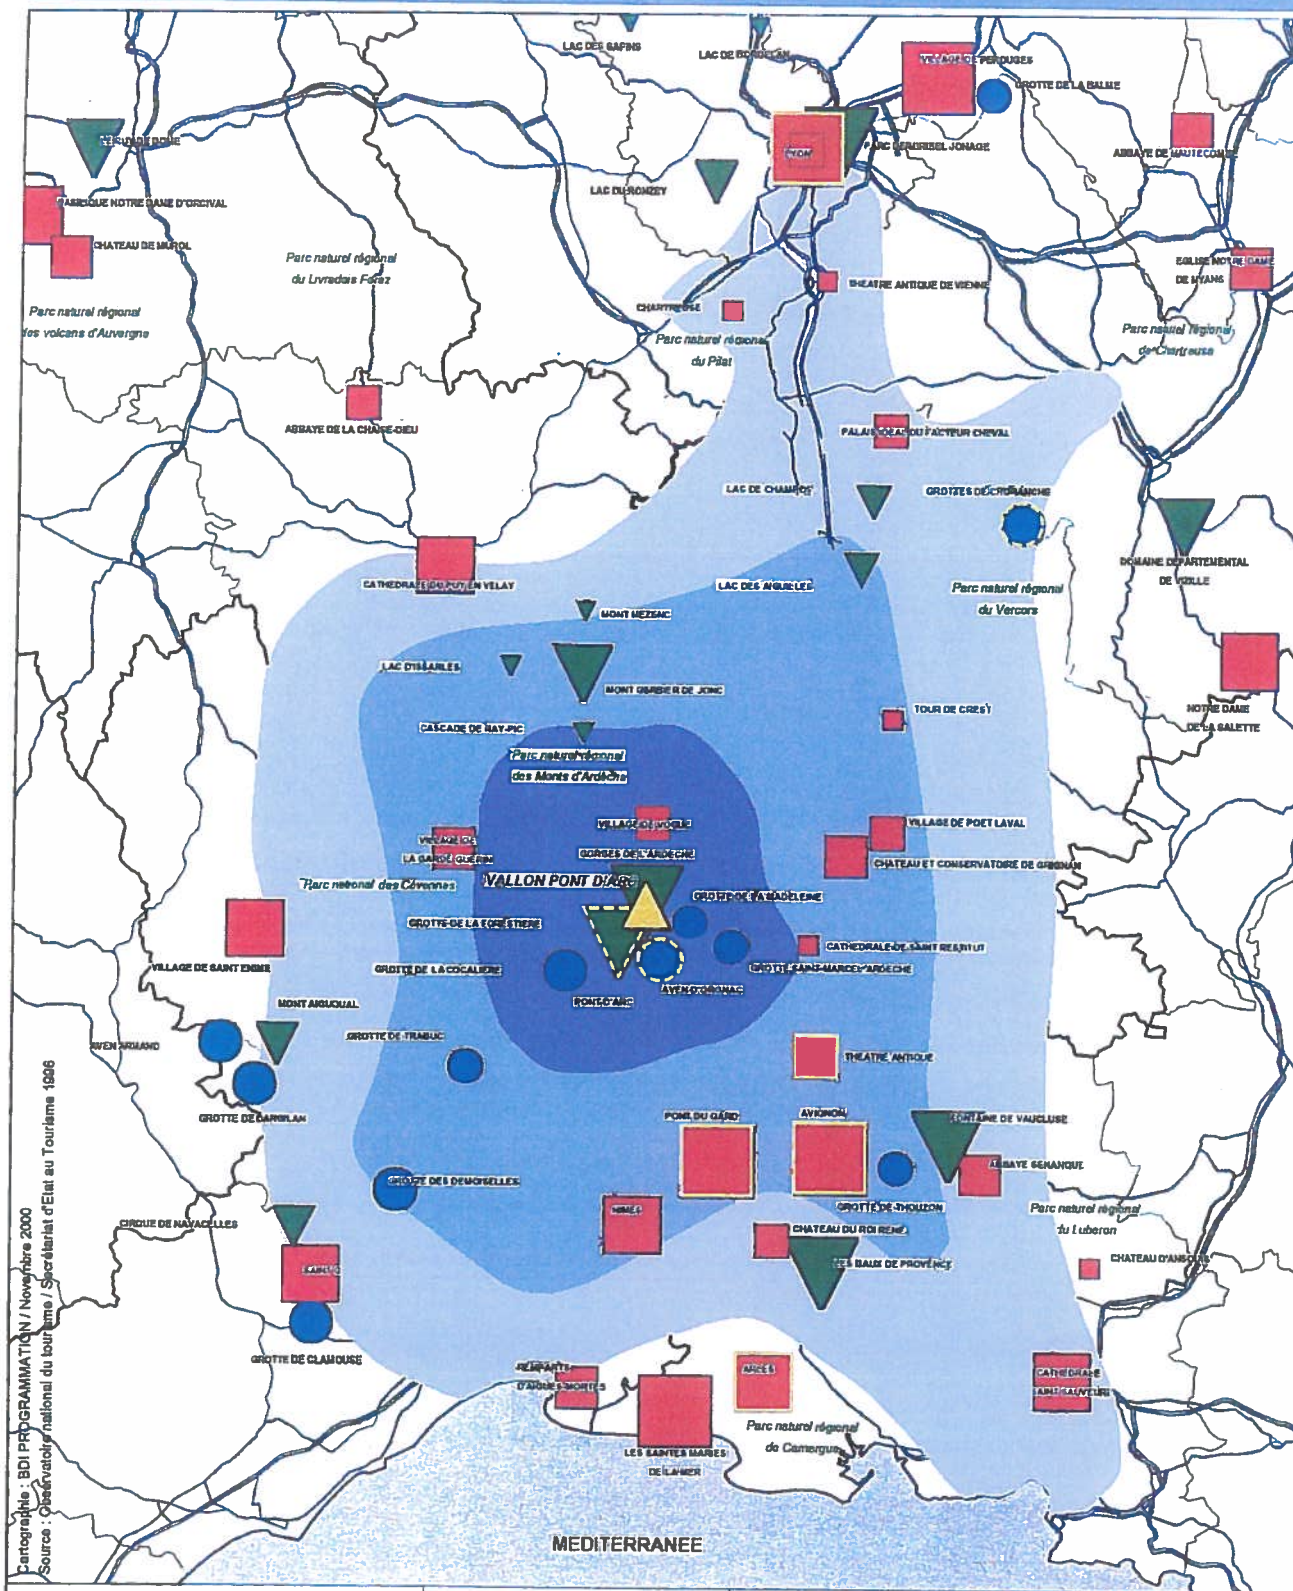 LAC DES SAPINS
LAC DE
VILLAGE DE PEROUGES
GROTTE DE LA BALME
DE DOME
LYON
JONAGE
ABBAYE DE HAUTECOMBE
LAC DU RONZEY
BASILIQUE NOTRE DAME D'ORCIVAL
CHATEAU DE MUROL
Parc naturel régional
du Livradois Forez
EGLISE NOTRE DAME
DE MYANS
THEATRE ANTIQUE DE VIENNE
CHARTREUSE
Parc naturel régional
des volcans d'Auvergne
Parc naturel régional
du Pilat
Parc naturel régional
de Chartreuse
ABBAYE DE LA CHAISE-DIEU
PALAIS IDEAL DU FACTEUR CHEVAL
LAC DE CHAMPOS
GROTTES DE CHORANCHE
DOMAINE DEPARTEMENTAL
DE VIZILLE
CATHEDRALE DU PUY EN VELAY
LAC DES AIGUILLES
Parc naturel régional
du Vercors
MONT MEZENC
LAC D'ISSARLES
MONT GERBIER DE JONC
NOTRE DAME
DE LA SALETTE
TOUR DE CREST
CASCADE DE RAY-PIC
Parc naturel régional
des Monts d'Ardèche
VILLAGE DE VOGUE
VILLAGE DE POET LAVAL
VILLAGE DE
LA GARDE GUERIN
GORGES DE L'ARDECHE
CHATEAU ET CONSERVATOIRE DE GRIGNAN
Parc national des Cévennes
VALLON PONT D'ARC
GROTTE DE LA MADELEINE
GROTTE DE LA FORESTIERE
CATHEDRALE DE SAINT RESTITUT
VILLAGE DE SAINT ENIMIE
GROTTE DE LA COCALIERE
GROTTE SAINT-MARCEL D'ARDECHE
AVEN D'ORGNAC
PONT D'ARC
MONT AIGUOUAL
AVEN ARMAND
GROTTE DE TRABUC
THEATRE ANTIQUE
GROTTE DE DARGILAN
PONT DU GARD
AVIGNON
FONTAINE DE VAUCLUSE
ABBAYE SENANQUE
GROTTE DES DEMOISELLES
GROTTE DE THOUZON
NIMES
Parc naturel régional
du Luberon
CIRQUE DE NAVACELLES
CHATEAU DU ROI RENE
LES BAUX DE PROVENCE
CHATEAU D'ANSOUIS
GROTTE DE CLAMOUSE
REMPARTS
D'AIGUES-MORTES
ARLES
CATHEDRALE
SAINT SAUVEUR
Parc naturel régional
de Camergue
LES SAINTES MARIES
DE LA MER
MEDITERRANEE
Cartographie : BDI PROGRAMMATION / Novembre 2000
Source : Observatoire national du tourisme / Secrétariat d'Etat au Tourisme 1996